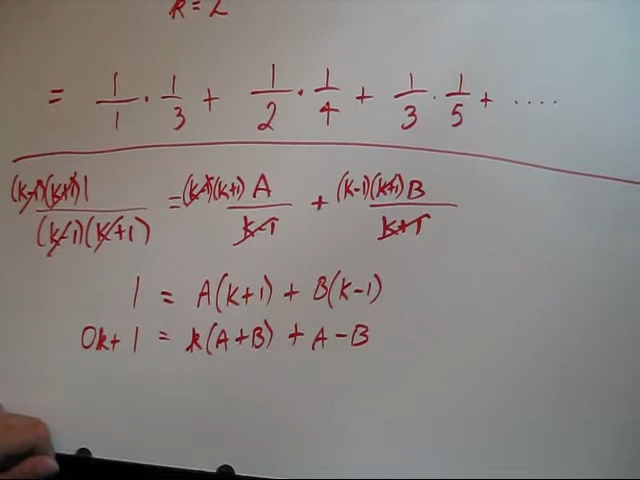 k = 2
= 1/1 · 1/3 + 1/2 · 1/4 + 1/3 · 1/5 + ....
(k-1)(k+1) 1/(k-1)(k+1) = (k-1)(k+1) A/k-1 + (k-1)(k+1) B/k+1
1 = A(k+1) + B(k-1)
0k+1 = k(A+B) + A-B